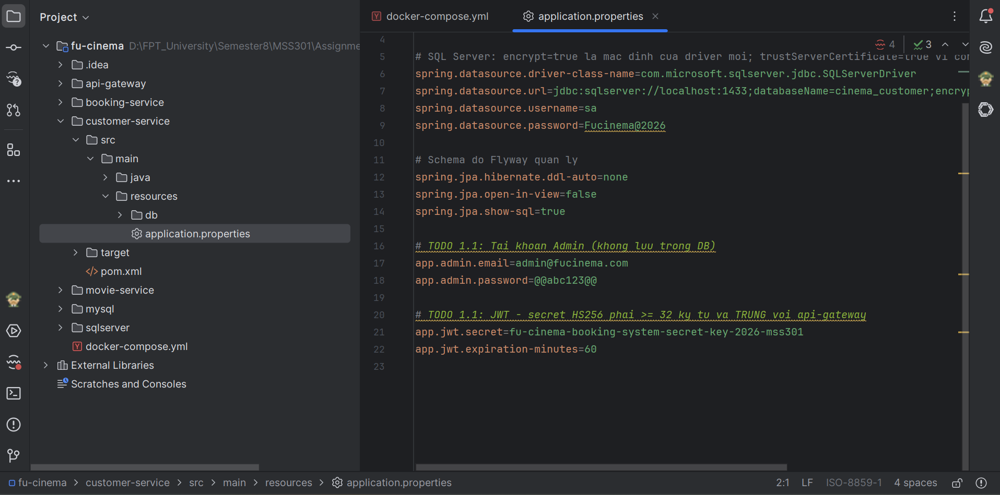 Project
fu-cinema D:\FPT_University\Semester8\MSS301\Assignme
.idea
api-gateway
booking-service
customer-service
src
main
java
resources
db
application.properties
target
pom.xml
movie-service
mysql
sqlserver
docker-compose.yml
External Libraries
Scratches and Consoles
docker-compose.yml
application.properties
4 3
4
5 # SQL Server: encrypt=true la mac dinh cua driver moi; trustServerCertificate=true vi con
6 spring.datasource.driver-class-name=com.microsoft.sqlserver.jdbc.SQLServerDriver
7 spring.datasource.url=jdbc:sqlserver://localhost:1433;databaseName=cinema_customer;encryp
8 spring.datasource.username=sa
9 spring.datasource.password=Fucinema@2026
10
11 # Schema do Flyway quan ly
12 spring.jpa.hibernate.ddl-auto=none
13 spring.jpa.open-in-view=false
14 spring.jpa.show-sql=true
15
16 # TODO 1.1: Tai khoan Admin (khong luu trong DB)
17 app.admin.email=admin@fucinema.com
18 app.admin.password=@@abc123@@
19
20 # TODO 1.1: JWT - secret HS256 phai >= 32 ky tu va TRUNG voi api-gateway
21 app.jwt.secret=fu-cinema-booking-system-secret-key-2026-mss301
22 app.jwt.expiration-minutes=60
23
fu-cinema > customer-service > src > main > resources > application.properties
2:1 LF ISO-8859-1 4 spaces